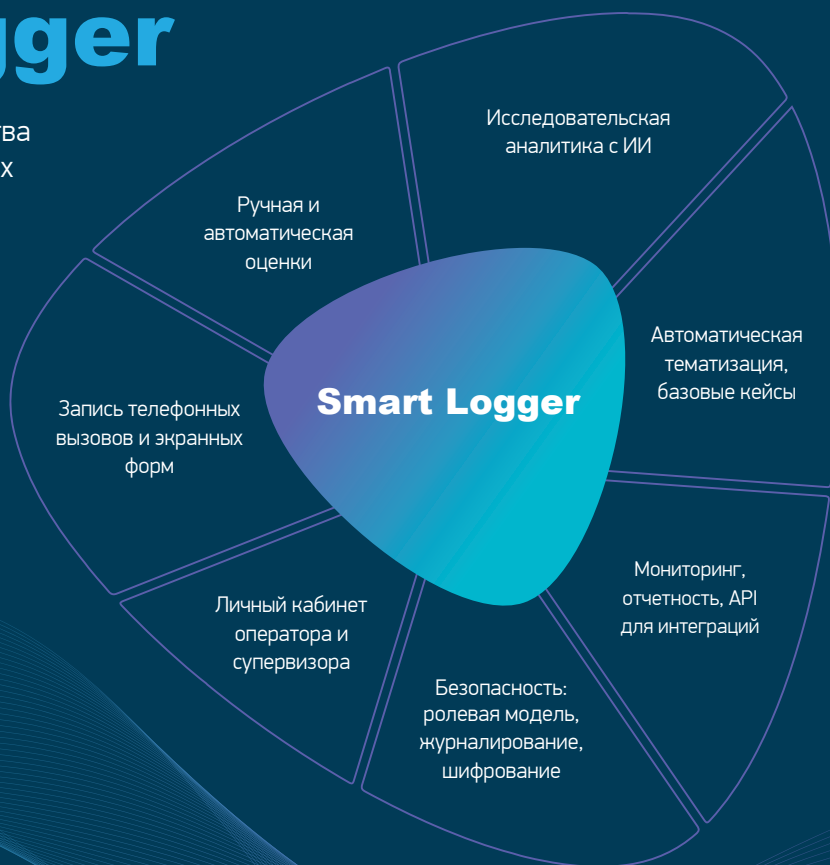 gger
тва
х
Исследовательская
аналитика с ИИ
Ручная и
автоматическая
оценки
Автоматическая
тематизация,
базовые кейсы
Smart Logger
Запись телефонных
вызовов и экранных
форм
Мониторинг,
отчетность, API
для интеграций
Личный кабинет
оператора и
супервизора
Безопасность:
ролевая модель,
журналирование,
шифрование